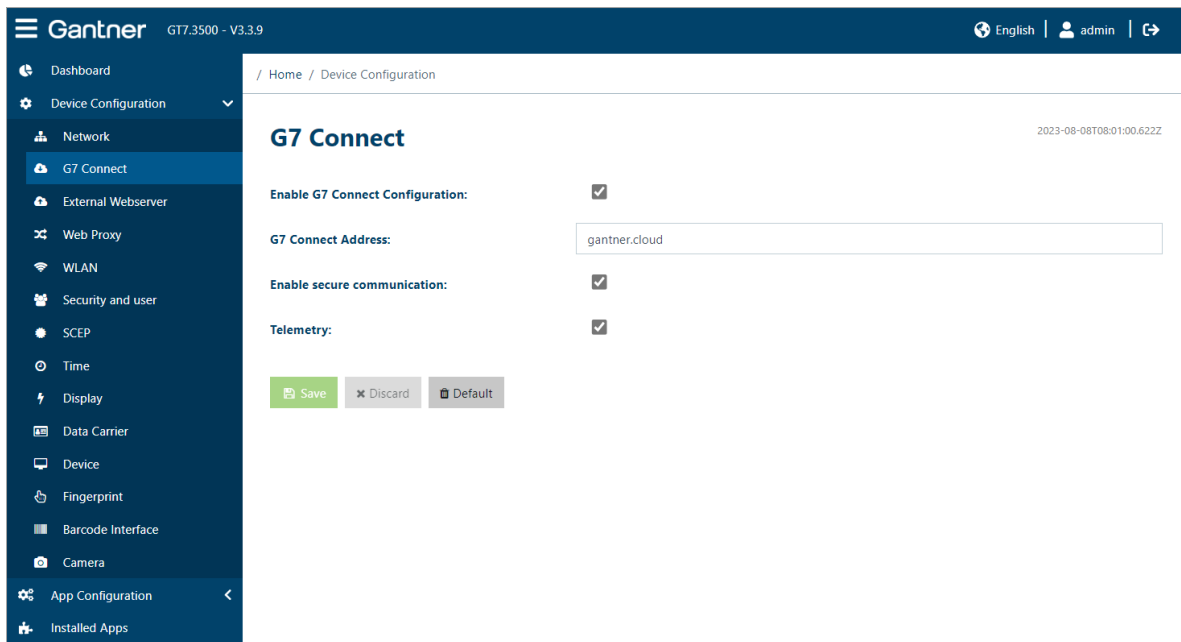 Gantner GT7.3500 - V3.3.9 English | admin |
Dashboard
Device Configuration
Network
G7 Connect
External Webserver
Web Proxy
WLAN
Security and user
SCEP
Time
Display
Data Carrier
Device
Fingerprint
Barcode Interface
Camera
App Configuration
Installed Apps
/ Home / Device Configuration
G7 Connect
2023-08-08T08:01:00.622Z
Enable G7 Connect Configuration:
G7 Connect Address: gantner.cloud
Enable secure communication:
Telemetry:
Save Discard Default